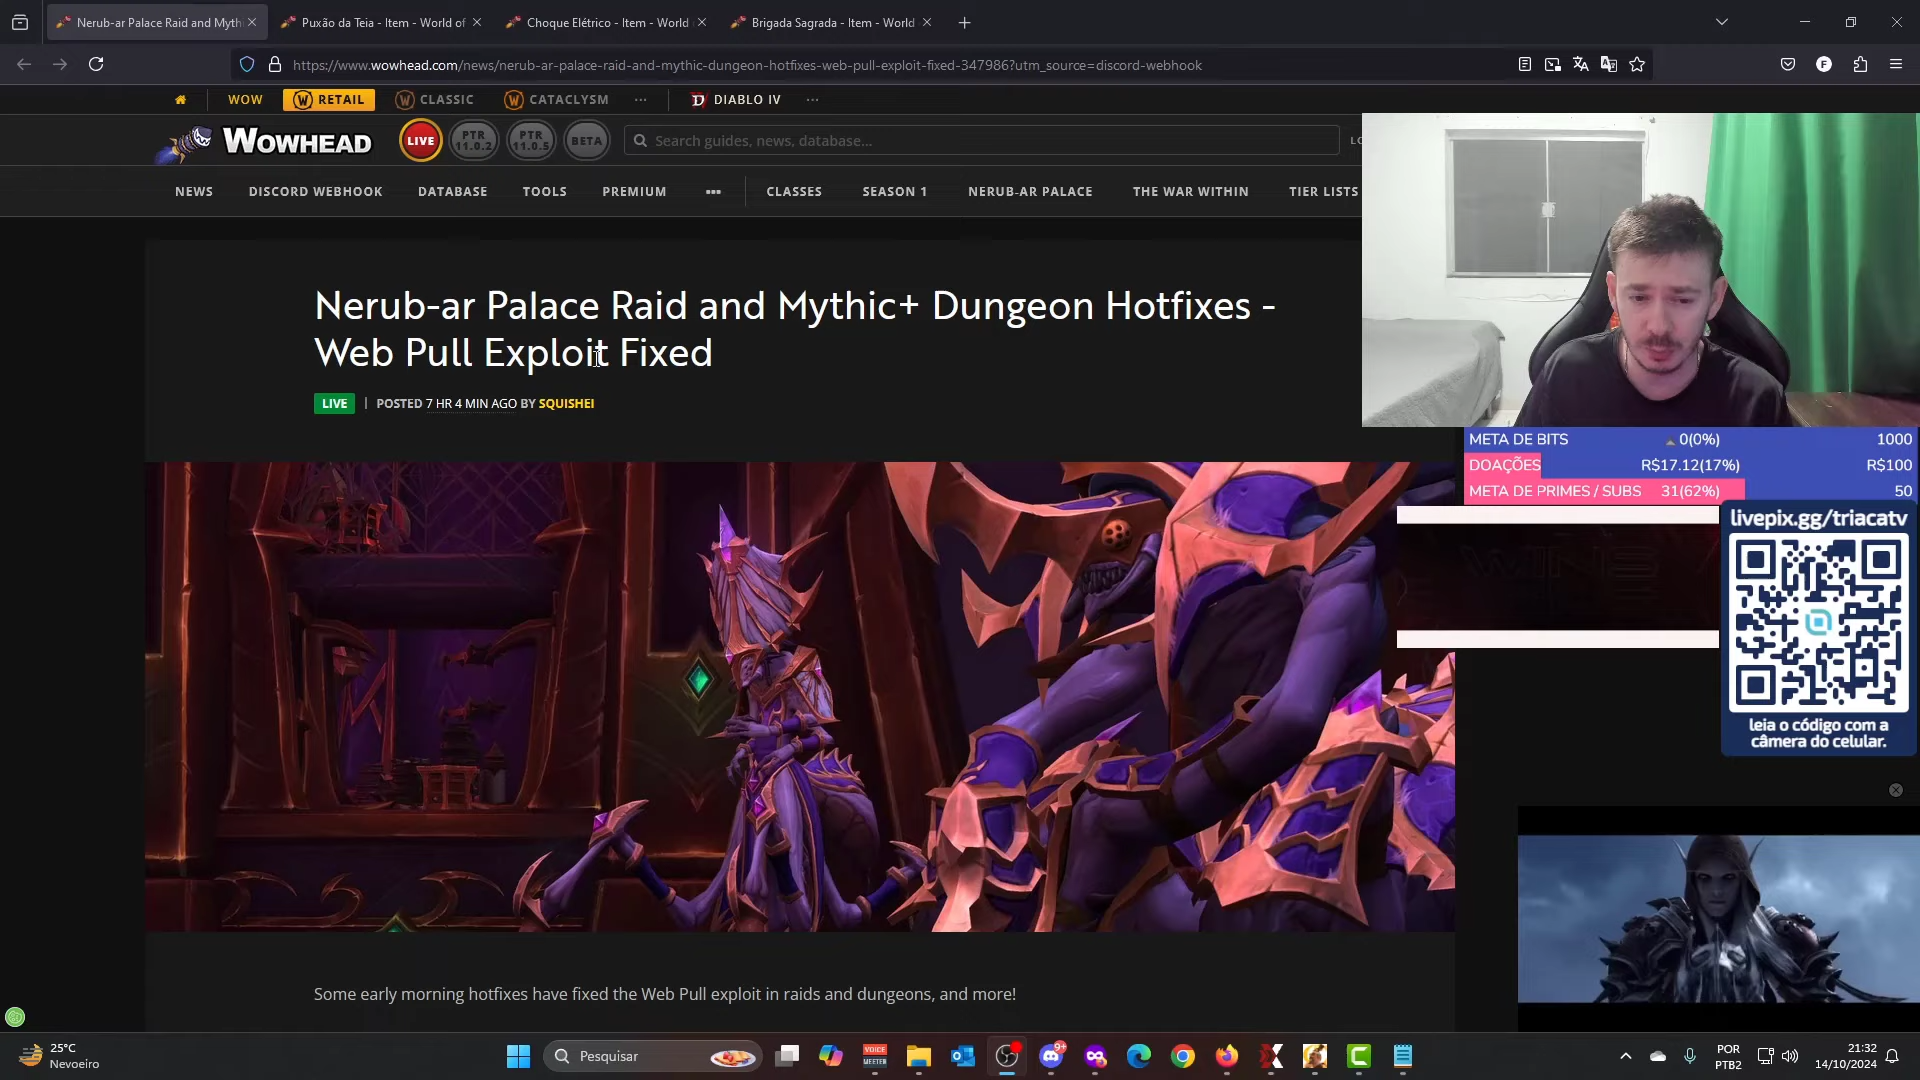 Nerub-ar Palace Raid and Myth
Puxão da Teia - Item - World of
Choque Elétrico - Item - World
Brigada Sagrada - Item - World
https://www.wowhead.com/news/nerub-ar-palace-raid-and-mythic-dungeon-hotfixes-web-pull-exploit-fixed-347986?utm_source=discord-webhook
WOW RETAIL CLASSIC CATACLYSM ... DIABLO IV ...
WOWHEAD LIVE PTR 11.0.2 PTR 11.0.5 BETA Search guides, news, database... LO
NEWS DISCORD WEBHOOK DATABASE TOOLS PREMIUM ... CLASSES SEASON 1 NERUB-AR PALACE THE WAR WITHIN TIER LISTS
Nerub-ar Palace Raid and Mythic+ Dungeon Hotfixes -
Web Pull Exploit Fixed
LIVE | POSTED 7 HR 4 MIN AGO BY SQUISHEI
META DE BITS 0(0%) 1000
DOAÇÕES R$17.12(17%) R$100
META DE PRIMES / SUBS 31(62%) 50
livepix.gg/triacatv
leia o código com a
câmera do celular.
Some early morning hotfixes have fixed the Web Pull exploit in raids and dungeons, and more!
25°C
Nevoeiro
Pesquisar
VOICE
MEETER
9+
POR
PTB2
21:32
14/10/2024